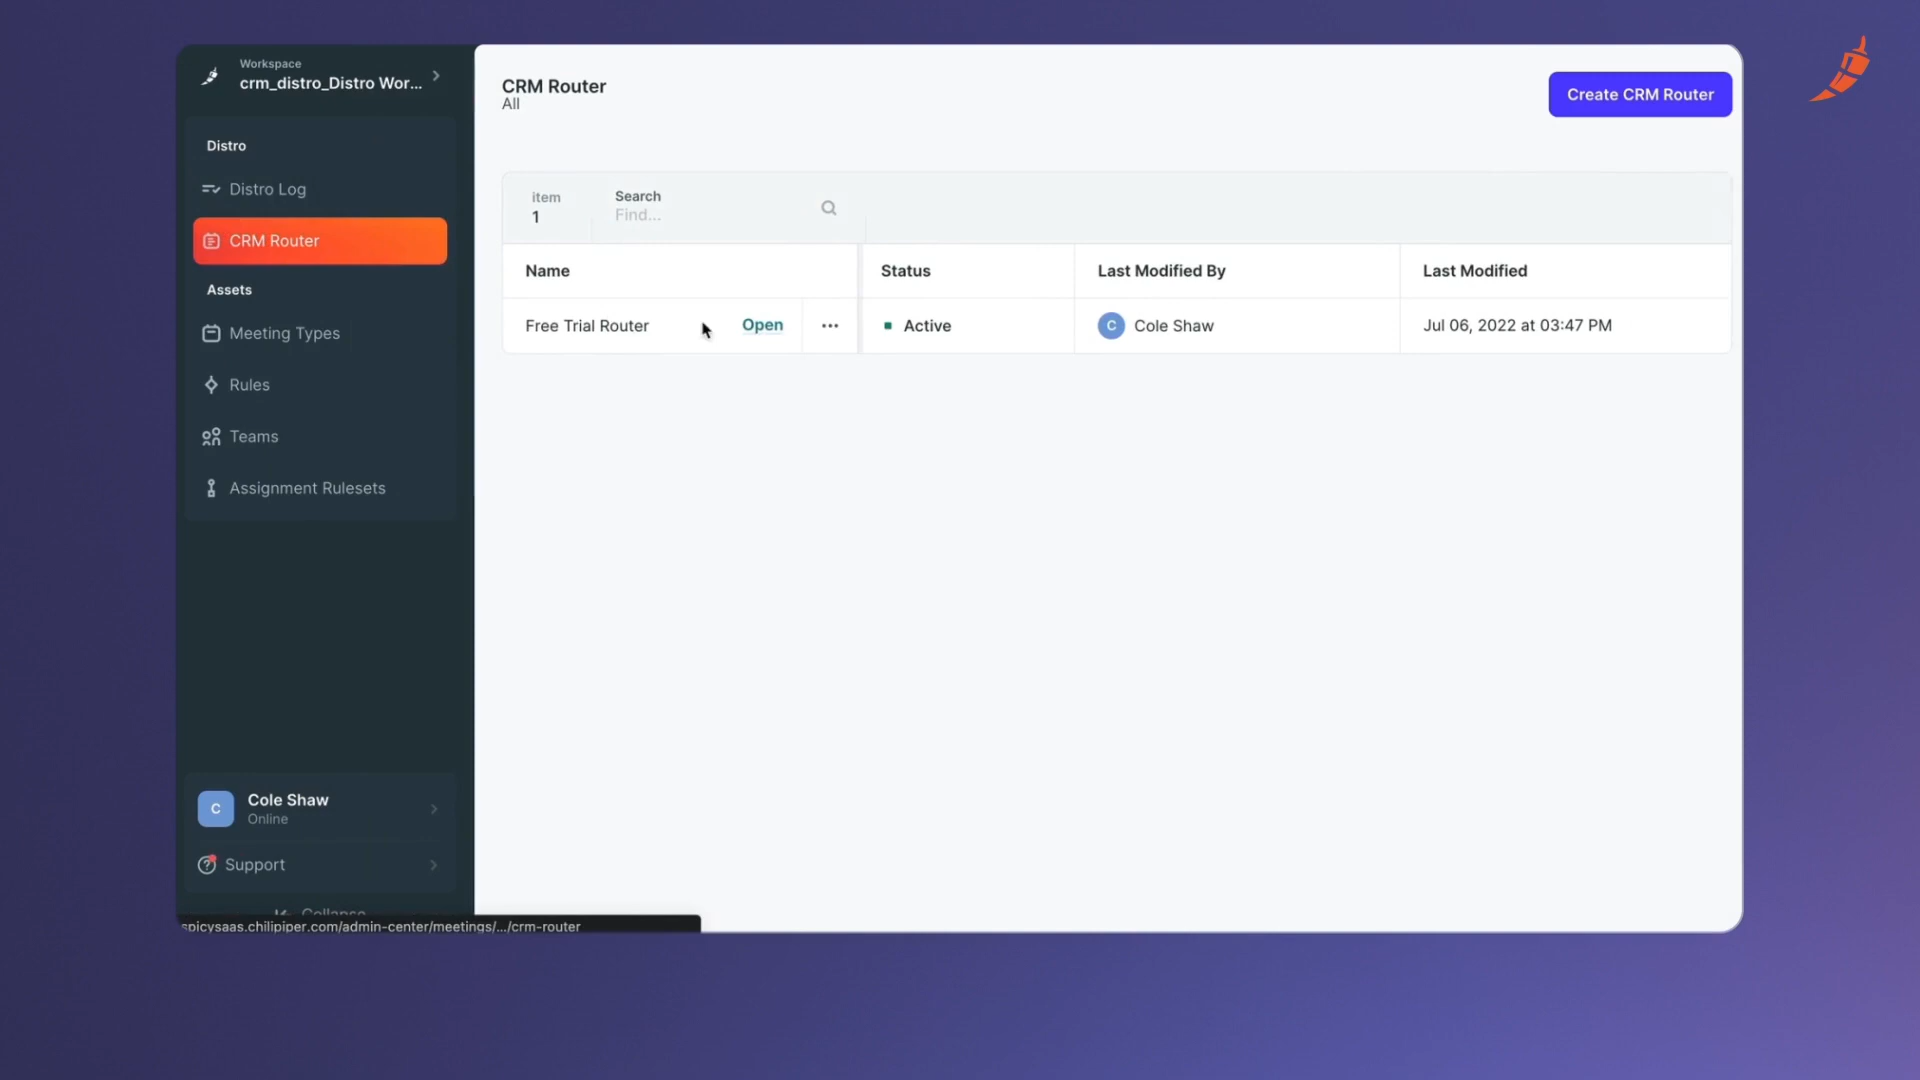 Workspace
crm_distro_Distro Wor...
Distro
Distro Log
CRM Router
Assets
Meeting Types
Rules
Teams
Assignment Rulesets
C
Cole Shaw
Online
Support
Collapse
spicysaas.chilipiper.com/admin-center/meetings/.../crm-router
CRM Router
All
Create CRM Router
item
1
Search
Find...
Name
Status
Last Modified By
Last Modified
Free Trial Router
Open
Active
C
Cole Shaw
Jul 06, 2022 at 03:47 PM